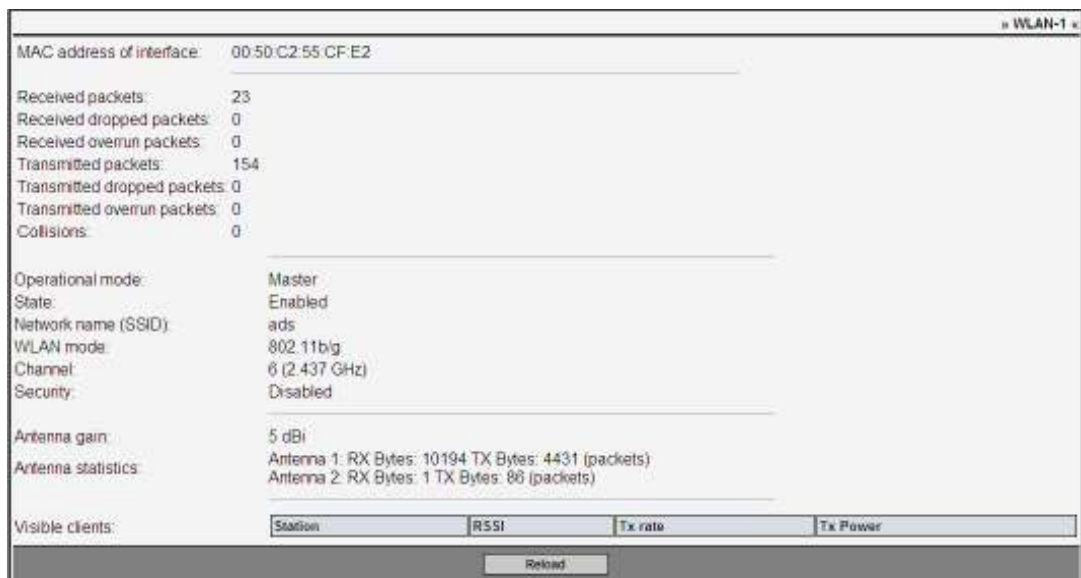 » WLAN-1 «
MAC address of interface: 00:50:C2:55:CF:E2
Received packets: 23
Received dropped packets: 0
Received overrun packets: 0
Transmitted packets: 154
Transmitted dropped packets: 0
Transmitted overrun packets: 0
Collisions: 0
Operational mode: Master
State: Enabled
Network name (SSID): ads
WLAN mode: 802.11b/g
Channel: 6 (2.437 GHz)
Security: Disabled
Antenna gain: 5 dBi
Antenna statistics: Antenna 1: RX Bytes: 10194 TX Bytes: 4431 (packets)
Antenna 2: RX Bytes: 1 TX Bytes: 86 (packets)
Visible clients: Station RSSI Tx rate Tx Power
Reload